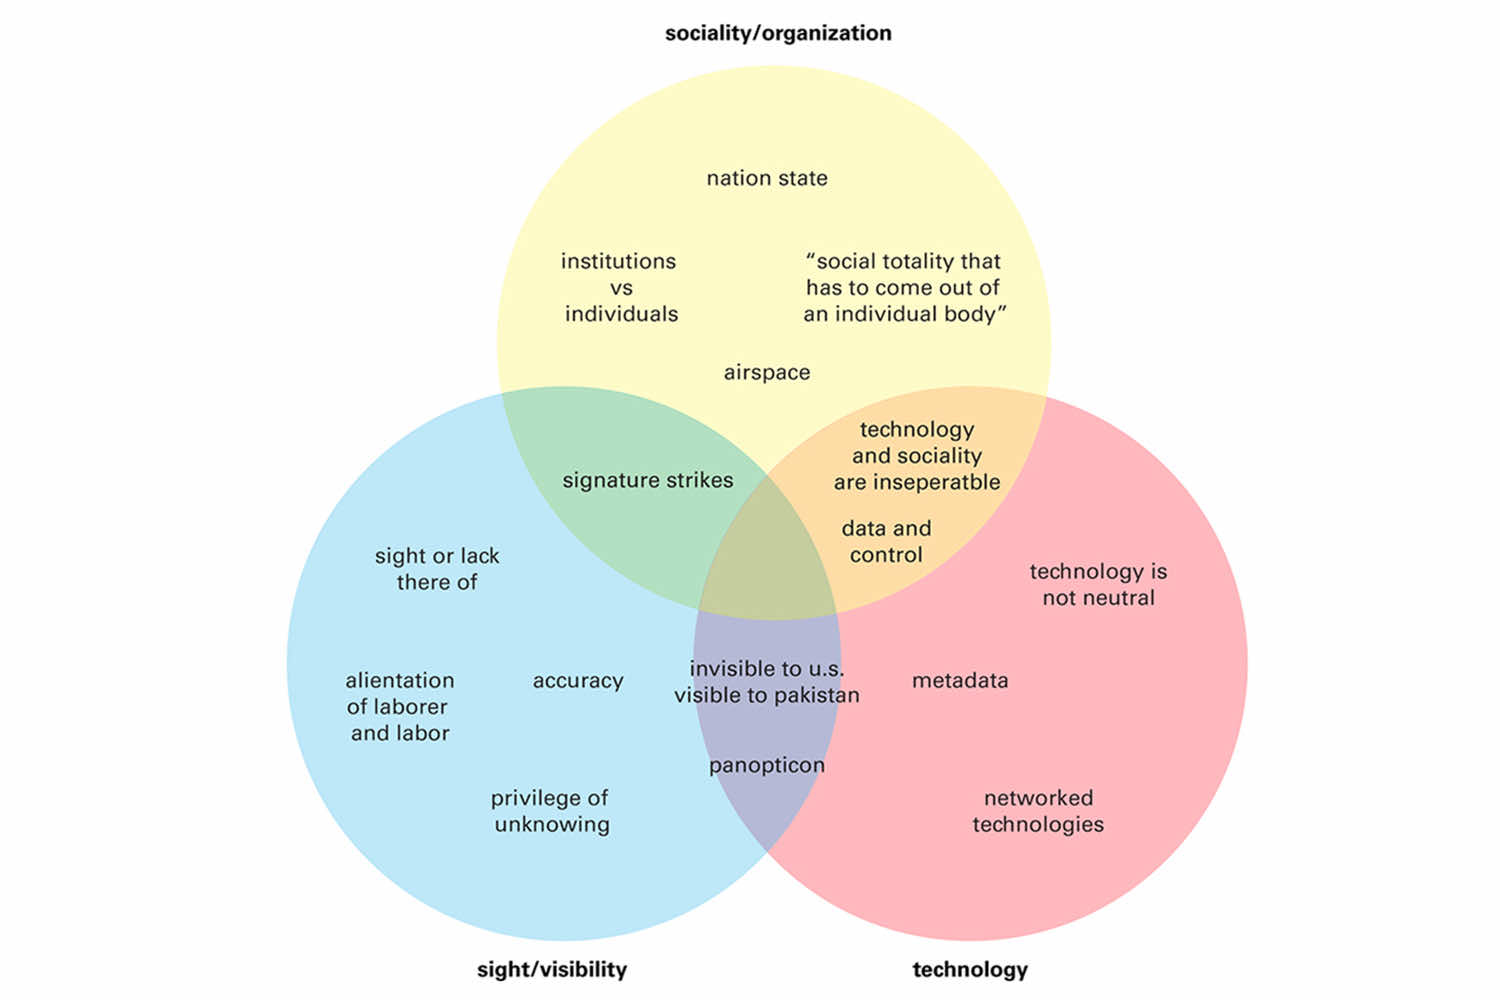 sociality/organization
nation state
institutions
vs
individuals
“social totality that
has to come out of
an individual body”
airspace
technology
and sociality
are inseperatble
data and
control
signature strikes
sight or lack
there of
alientation
of laborer
and labor
accuracy
privilege of
unknowing
invisible to u.s.
visible to pakistan
panopticon
technology is
not neutral
metadata
networked
technologies
sight/visibility
technology